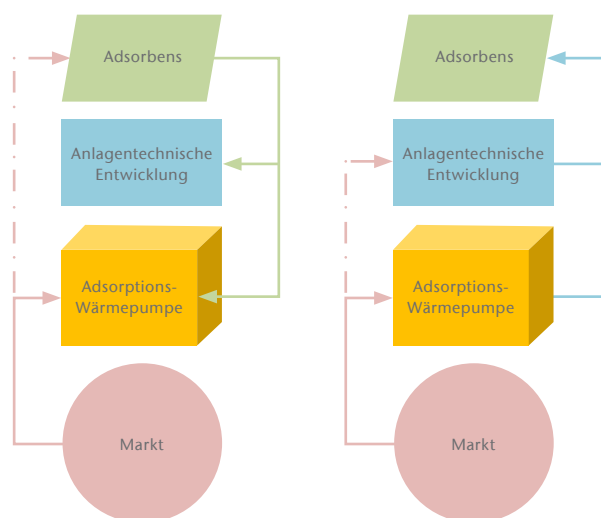 Adsorbens
Anlagentechnische
Entwicklung
Adsorptions-
Wärmepumpe
Markt
Adsorbens
Anlagentechnische
Entwicklung
Adsorptions-
Wärmepumpe
Markt